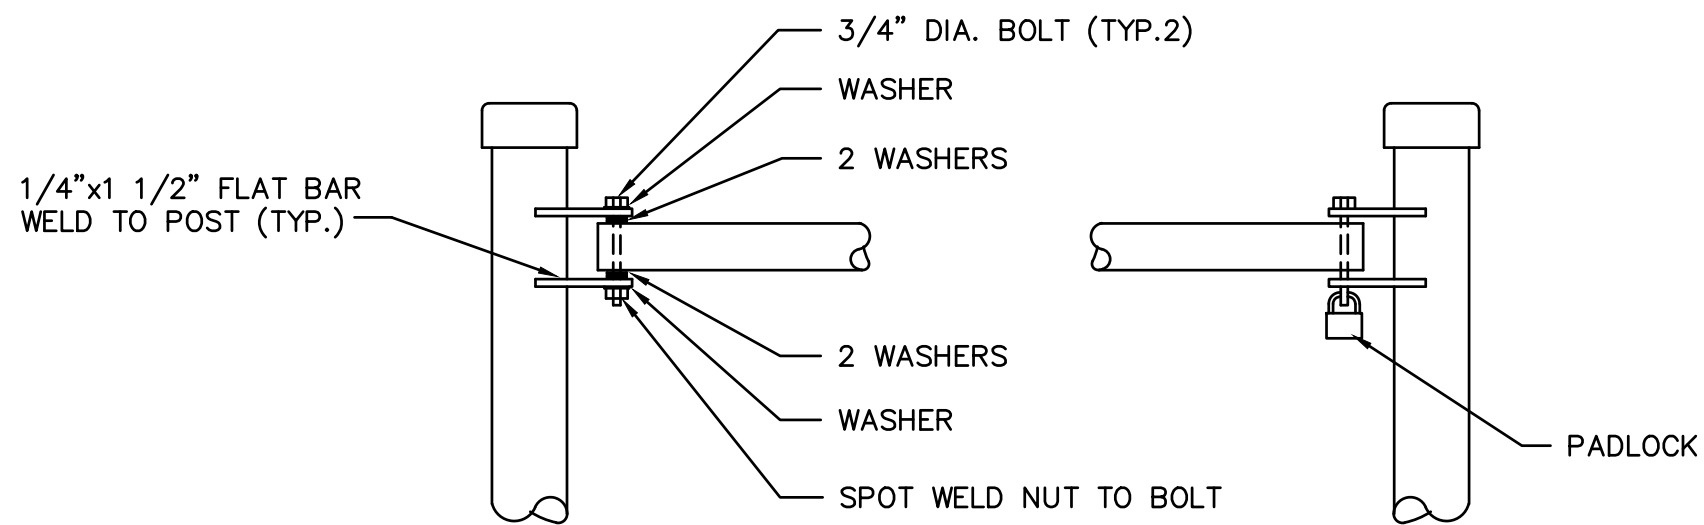 3/4" DIA. BOLT (TYP.2)
WASHER
2 WASHERS
1/4"x1 1/2" FLAT BAR
WELD TO POST (TYP.)
2 WASHERS
WASHER
PADLOCK
SPOT WELD NUT TO BOLT